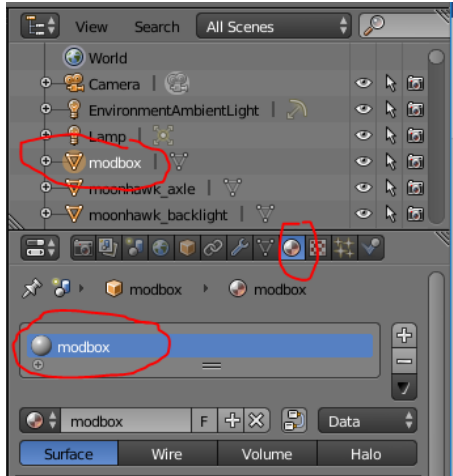 View Search All Scenes
World
Camera
EnvironmentAmbientLight
Lamp
modbox
moonhawk_axle
moonhawk_backlight
modbox modbox
modbox
modbox F Data
Surface Wire Volume Halo